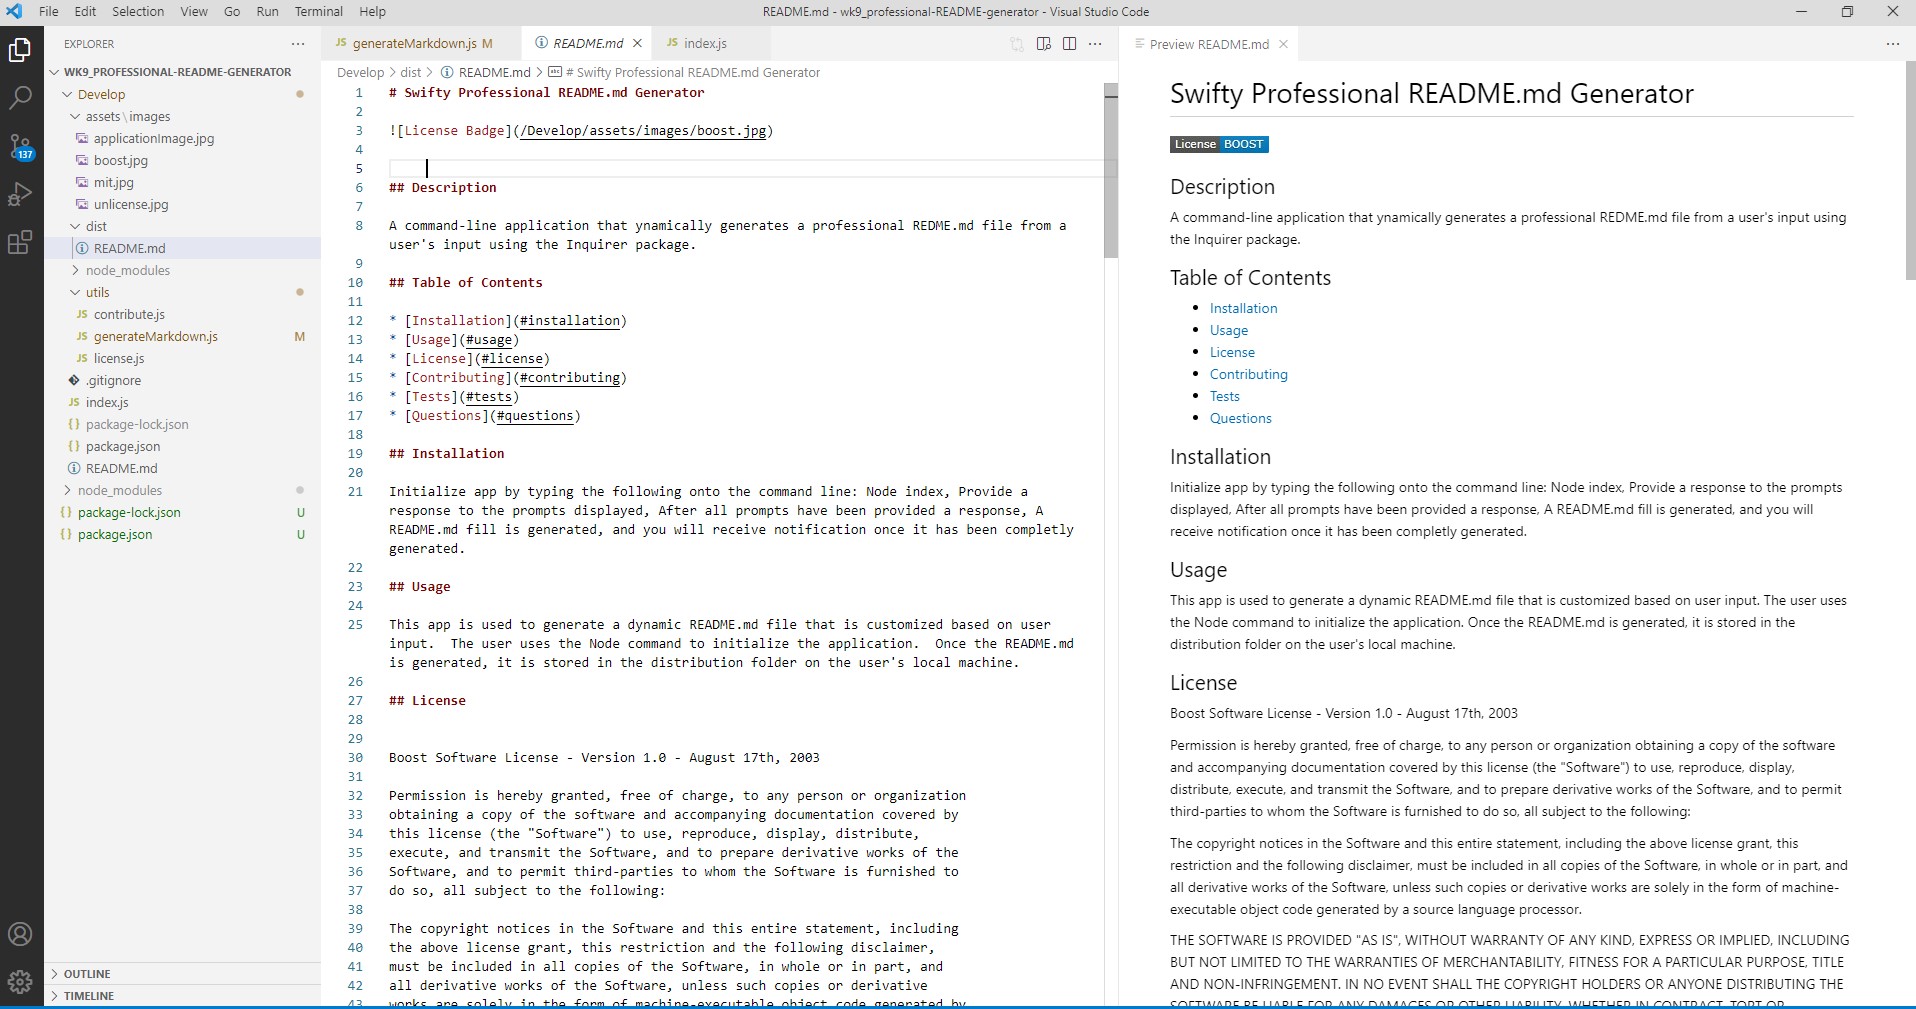 File Edit Selection View Go Run Terminal Help README.md - wk9_professional-README-generator - Visual Studio Code
EXPLORER
WK9_PROFESSIONAL-README-GENERATOR
Develop
assets\images
applicationImage.jpg
boost.jpg
mit.jpg
unlicense.jpg
dist
README.md
node_modules
utils
JS contribute.js
JS generateMarkdown.js M
JS license.js
.gitignore
JS index.js
{} package-lock.json
{} package.json
README.md
node_modules
{} package-lock.json U
{} package.json U
137
OUTLINE
TIMELINE
JS generateMarkdown.js M README.md JS index.js
Develop > dist > README.md > # Swifty Professional README.md Generator
1 # Swifty Professional README.md Generator
2
3 ![License Badge](/Develop/assets/images/boost.jpg)
4
5
6 ## Description
7
8 A command-line application that ynamically generates a professional REDME.md file from a
user's input using the Inquirer package.
9
10 ## Table of Contents
11
12 * [Installation](#installation)
13 * [Usage](#usage)
14 * [License](#license)
15 * [Contributing](#contributing)
16 * [Tests](#tests)
17 * [Questions](#questions)
18
19 ## Installation
20
21 Initialize app by typing the following onto the command line: Node index, Provide a
response to the prompts displayed, After all prompts have been provided a response, A
README.md fill is generated, and you will receive notification once it has been completly
generated.
22
23 ## Usage
24
25 This app is used to generate a dynamic README.md file that is customized based on user
input.  The user uses the Node command to initialize the application.  Once the README.md
is generated, it is stored in the distribution folder on the user's local machine.
26
27 ## License
28
29
30 Boost Software License - Version 1.0 - August 17th, 2003
31
32 Permission is hereby granted, free of charge, to any person or organization
33 obtaining a copy of the software and accompanying documentation covered by
34 this license (the "Software") to use, reproduce, display, distribute,
35 execute, and transmit the Software, and to prepare derivative works of the
36 Software, and to permit third-parties to whom the Software is furnished to
37 do so, all subject to the following:
38
39 The copyright notices in the Software and this entire statement, including
40 the above license grant, this restriction and the following disclaimer,
41 must be included in all copies of the Software, in whole or in part, and
42 all derivative works of the Software, unless such copies or derivative
43 works are solely in the form of machine-executable object code generated by
Preview README.md
Swifty Professional README.md Generator
License BOOST
Description
A command-line application that ynamically generates a professional REDME.md file from a user's input using
the Inquirer package.
Table of Contents
• Installation
• Usage
• License
• Contributing
• Tests
• Questions
Installation
Initialize app by typing the following onto the command line: Node index, Provide a response to the prompts
displayed, After all prompts have been provided a response, A README.md fill is generated, and you will
receive notification once it has been completly generated.
Usage
This app is used to generate a dynamic README.md file that is customized based on user input. The user uses
the Node command to initialize the application. Once the README.md is generated, it is stored in the
distribution folder on the user's local machine.
License
Boost Software License - Version 1.0 - August 17th, 2003
Permission is hereby granted, free of charge, to any person or organization obtaining a copy of the software
and accompanying documentation covered by this license (the "Software") to use, reproduce, display,
distribute, execute, and transmit the Software, and to prepare derivative works of the Software, and to permit
third-parties to whom the Software is furnished to do so, all subject to the following:
The copyright notices in the Software and this entire statement, including the above license grant, this
restriction and the following disclaimer, must be included in all copies of the Software, in whole or in part, and
all derivative works of the Software, unless such copies or derivative works are solely in the form of machine-
executable object code generated by a source language processor.
THE SOFTWARE IS PROVIDED "AS IS", WITHOUT WARRANTY OF ANY KIND, EXPRESS OR IMPLIED, INCLUDING
BUT NOT LIMITED TO THE WARRANTIES OF MERCHANTABILITY, FITNESS FOR A PARTICULAR PURPOSE, TITLE
AND NON-INFRINGEMENT. IN NO EVENT SHALL THE COPYRIGHT HOLDERS OR ANYONE DISTRIBUTING THE
SOFTWARE BE LIABLE FOR ANY DAMAGES OR OTHER LIABILITY, WHETHER IN CONTRACT, TORT OR